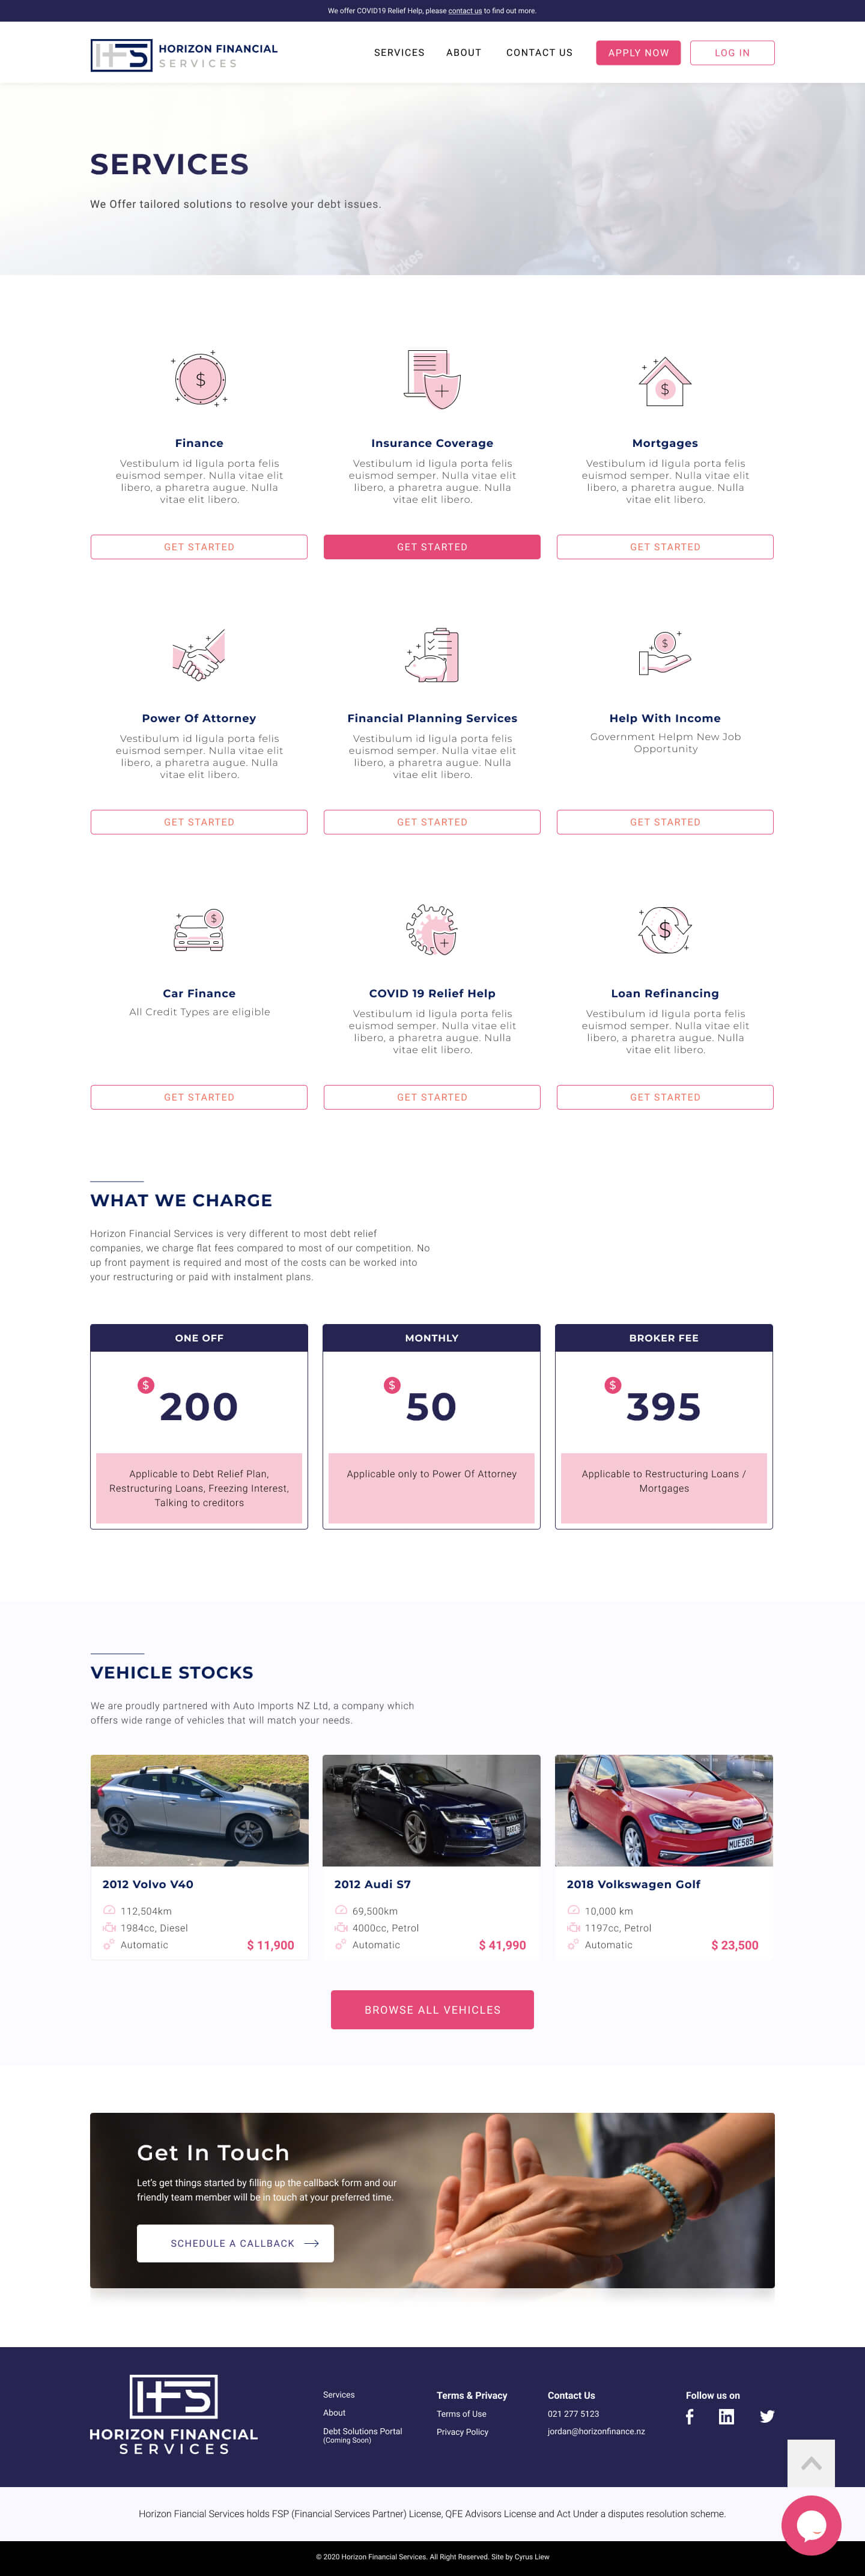 We offer COVID19 Relief Help, please contact us to find out more.
HFS HORIZON FINANCIAL
SERVICES
SERVICES ABOUT CONTACT US APPLY NOW LOG IN
SERVICES
We Offer tailored solutions to resolve your debt issues.
Finance
Vestibulum id ligula porta felis
euismod semper. Nulla vitae elit
libero, a pharetra augue. Nulla
vitae elit libero.
GET STARTED
Insurance Coverage
Vestibulum id ligula porta felis
euismod semper. Nulla vitae elit
libero, a pharetra augue. Nulla
vitae elit libero.
GET STARTED
Mortgages
Vestibulum id ligula porta felis
euismod semper. Nulla vitae elit
libero, a pharetra augue. Nulla
vitae elit libero.
GET STARTED
Power Of Attorney
Vestibulum id ligula porta felis
euismod semper. Nulla vitae elit
libero, a pharetra augue. Nulla
vitae elit libero.
GET STARTED
Financial Planning Services
Vestibulum id ligula porta felis
euismod semper. Nulla vitae elit
libero, a pharetra augue. Nulla
vitae elit libero.
GET STARTED
Help With Income
Government Helpm New Job
Opportunity
GET STARTED
Car Finance
All Credit Types are eligible
GET STARTED
COVID 19 Relief Help
Vestibulum id ligula porta felis
euismod semper. Nulla vitae elit
libero, a pharetra augue. Nulla
vitae elit libero.
GET STARTED
Loan Refinancing
Vestibulum id ligula porta felis
euismod semper. Nulla vitae elit
libero, a pharetra augue. Nulla
vitae elit libero.
GET STARTED
WHAT WE CHARGE
Horizon Financial Services is very different to most debt relief
companies, we charge flat fees compared to most of our competition. No
up front payment is required and most of the costs can be worked into
your restructuring or paid with instalment plans.
ONE OFF
$ 200
Applicable to Debt Relief Plan,
Restructuring Loans, Freezing Interest,
Talking to creditors
MONTHLY
$ 50
Applicable only to Power Of Attorney
BROKER FEE
$ 395
Applicable to Restructuring Loans /
Mortgages
VEHICLE STOCKS
We are proudly partnered with Auto Imports NZ Ltd, a company which
offers wide range of vehicles that will match your needs.
2012 Volvo V40
112,504km
1984cc, Diesel
Automatic $ 11,900
2012 Audi S7
69,500km
4000cc, Petrol
Automatic $ 41,990
MUE585
2018 Volkswagen Golf
10,000 km
1197cc, Petrol
Automatic $ 23,500
BROWSE ALL VEHICLES
Get In Touch
Let's get things started by filling up the callback form and our
friendly team member will be in touch at your preferred time.
SCHEDULE A CALLBACK
HFS
HORIZON FINANCIAL
SERVICES
Services
About
Debt Solutions Portal
(Coming Soon)
Terms & Privacy
Terms of Use
Privacy Policy
Contact Us
021 277 5123
jordan@horizonfinance.nz
Follow us on
Horizon Fiancial Services holds FSP (Financial Services Partner) License, QFE Advisors License and Act Under a disputes resolution scheme.
© 2020 Horizon Financial Services. All Right Reserved. Site by Cyrus Liew